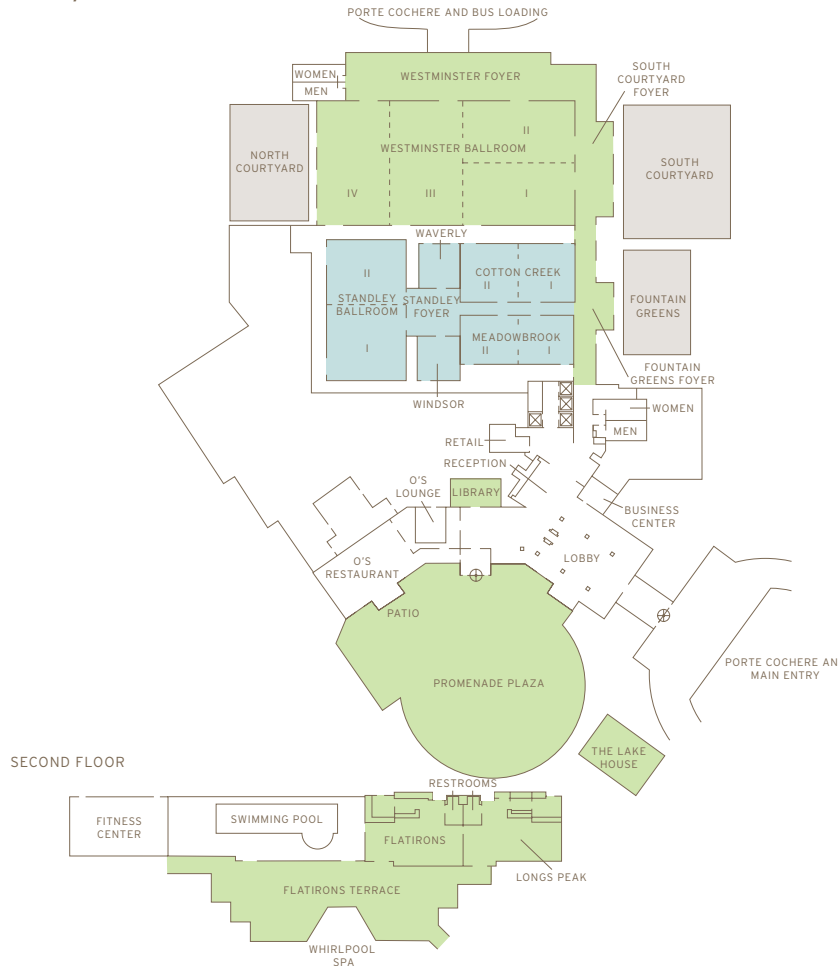 PORTE COCHERE AND BUS LOADING
WOMEN
MEN
WESTMINSTER FOYER
SOUTH
COURTYARD
FOYER
NORTH
COURTYARD
II
WESTMINSTER BALLROOM
IV
III
I
SOUTH
COURTYARD
WAVERLY
II
STANDLEY
BALLROOM
I
STANDLEY
FOYER
COTTON CREEK
II
I
MEADOWBROOK
II
I
FOUNTAIN
GREENS
FOUNTAIN
GREENS FOYER
WINDSOR
WOMEN
MEN
RETAIL
RECEPTION
O'S
LOUNGE
LIBRARY
BUSINESS
CENTER
LOBBY
O'S
RESTAURANT
PATIO
PROMENADE PLAZA
PORTE COCHERE AN
MAIN ENTRY
THE LAKE
HOUSE
SECOND FLOOR
RESTROOMS
FITNESS
CENTER
SWIMMING POOL
FLATIRONS
LONGS PEAK
FLATIRONS TERRACE
WHIRLPOOL
SPA